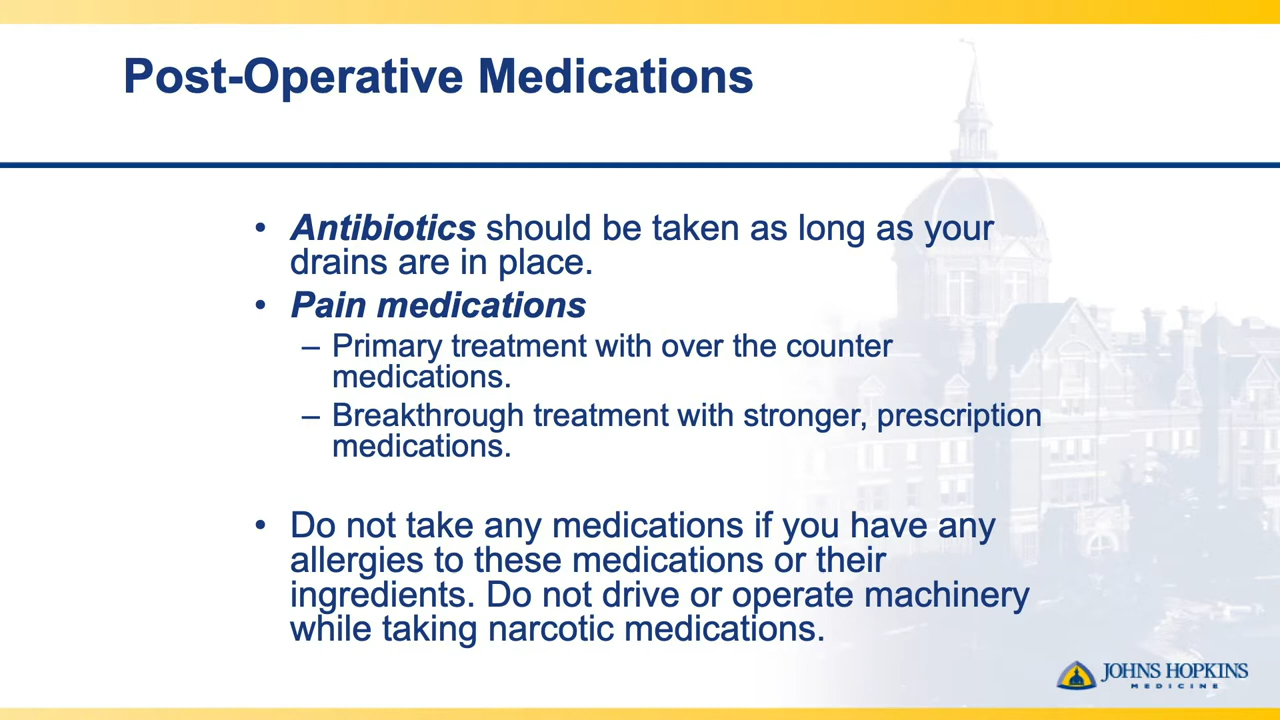 Post-Operative Medications
• Antibiotics should be taken as long as your
drains are in place.
• Pain medications
– Primary treatment with over the counter
medications.
– Breakthrough treatment with stronger, prescription
medications.
• Do not take any medications if you have any
allergies to these medications or their
ingredients. Do not drive or operate machinery
while taking narcotic medications.
JOHNS HOPKINS
MEDICINE